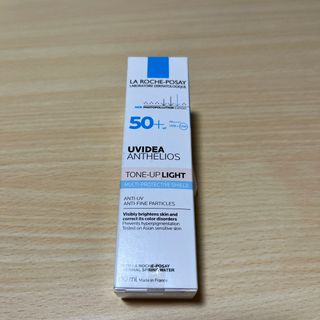 LA ROCHE-POSAY
LABORATOIRE DERMATOLOGIQUE
50+
UVIDEA
ANTHELIOS
TONE-UP LIGHT
MULTI-PROTECTIVE SHIELD
ANTI-UV
ANTI-FINE PARTICLES
Visibly brightens skin and
correct its color disorders
Prevents hyperpigmentation
Tested on Asian sensitive skin
LA ROCHE-POSAY
THERMAL SPRING WATER
Made in France